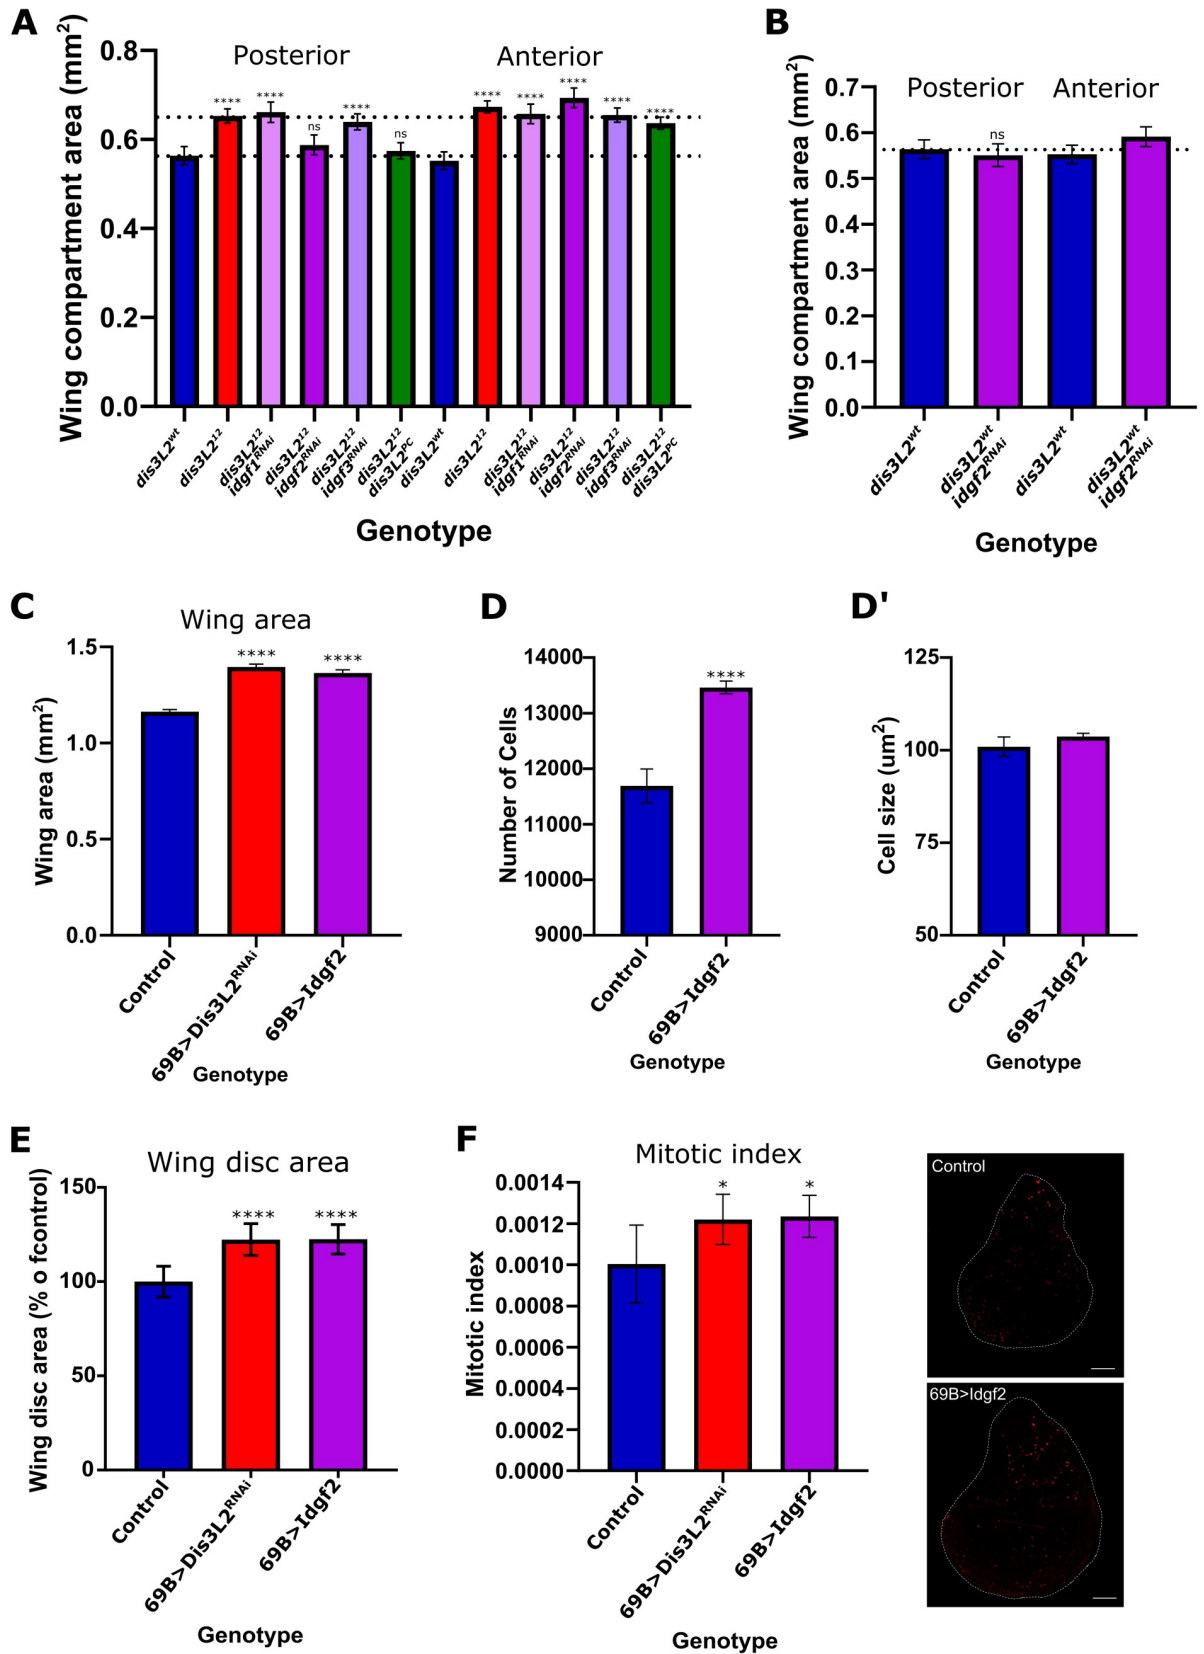 A
Posterior
Anterior
Wing compartment area (mm²)
0.8
0.6
0.4
0.2
0.0
****
****
ns
****
ns
****
****
****
****
****
dis3L2ʷᵗ
dis3L2¹²
dis3L2¹²
idgf1ᴿᴺᴬⁱ
dis3L2¹²
idgf2ᴿᴺᴬⁱ
dis3L2¹²
idgf3ᴿᴺᴬⁱ
dis3L2¹²
dis3L2ᴾᶜ
dis3L2ʷᵗ
dis3L2¹²
dis3L2¹²
idgf1ᴿᴺᴬⁱ
dis3L2¹²
idgf2ᴿᴺᴬⁱ
dis3L2¹²
idgf3ᴿᴺᴬⁱ
dis3L2¹²
dis3L2ᴾᶜ
Genotype
B
Posterior
Anterior
Wing compartment area (mm²)
0.7
0.6
0.5
0.4
0.3
0.2
0.1
0.0
ns
dis3L2ʷᵗ
dis3L2ʷᵗ
idgf2ᴿᴺᴬⁱ
dis3L2ʷᵗ
dis3L2ʷᵗ
idgf2ᴿᴺᴬⁱ
Genotype
C
Wing area
Wing area (mm²)
1.5
1.0
0.5
0.0
****
****
Control
69B>Dis3L2ᴿᴺᴬⁱ
69B>Idgf2
Genotype
D
Number of Cells
14000
13000
12000
11000
10000
9000
****
Control
69B>Idgf2
Genotype
D'
Cell size (um²)
125
100
75
50
Control
69B>Idgf2
Genotype
E
Wing disc area
Wing disc area (% o fcontrol)
150
100
50
0
****
****
Control
69B>Dis3L2ᴿᴺᴬⁱ
69B>Idgf2
Genotype
F
Mitotic index
Mitotic index
0.0014
0.0012
0.0010
0.0008
0.0006
0.0004
0.0002
0.0000
*
*
Control
69B>Dis3L2ᴿᴺᴬⁱ
69B>Idgf2
Genotype
Control
69B>Idgf2